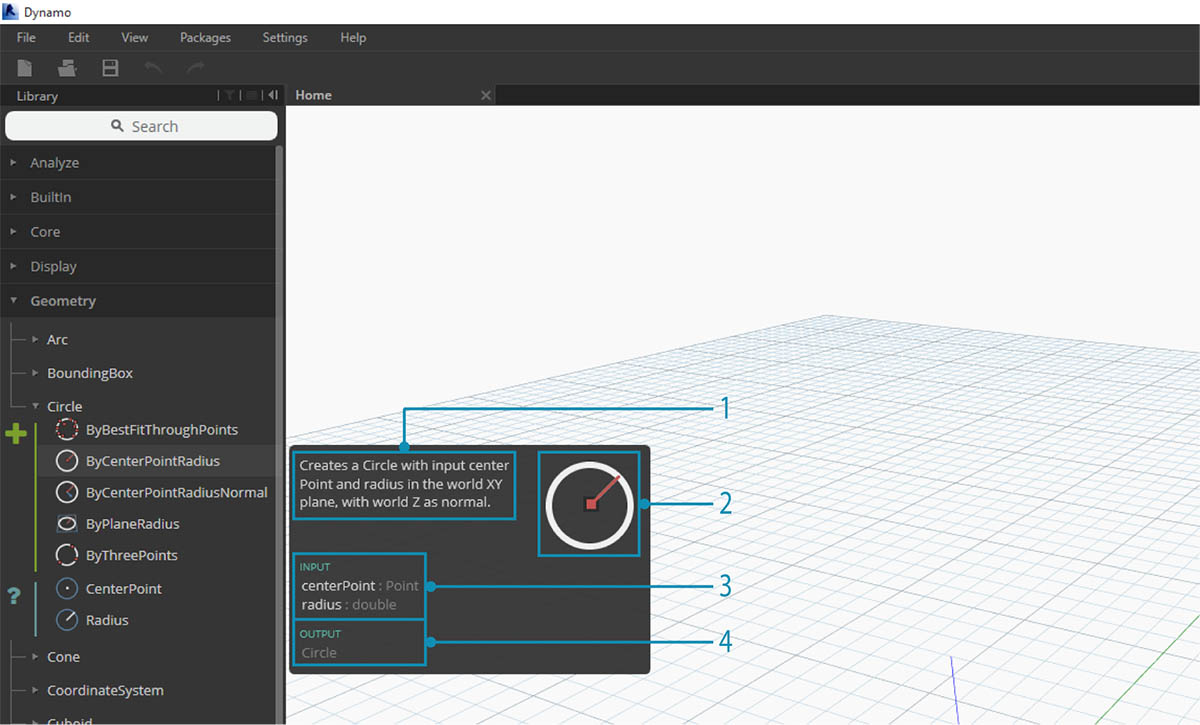 Dynamo
File Edit View Packages Settings Help
Library
Home
Search
Analyze
BuiltIn
Core
Display
Geometry
Arc
BoundingBox
Circle
ByBestFitThroughPoints
ByCenterPointRadius
ByCenterPointRadiusNormal
ByPlaneRadius
ByThreePoints
CenterPoint
Radius
Cone
CoordinateSystem
Cuboid
Creates a Circle with input center
Point and radius in the world XY
plane, with world Z as normal.
INPUT
centerPoint : Point
radius : double
OUTPUT
Circle
1
2
3
4